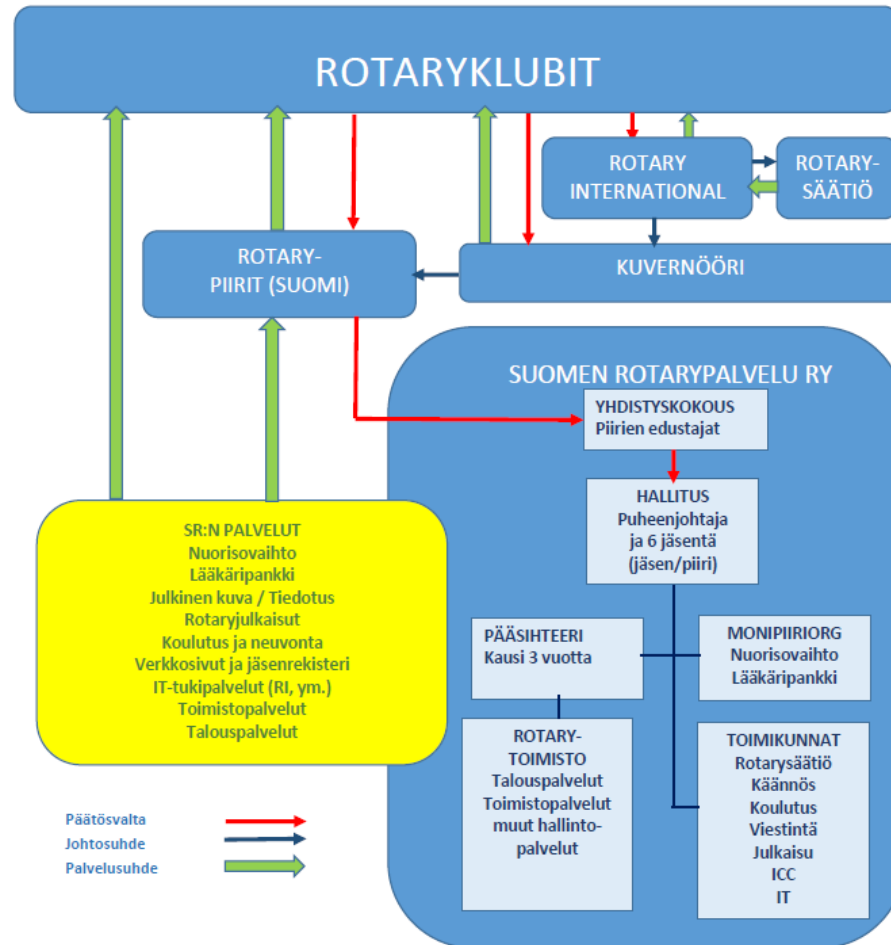 ROTARYKLUBIT
ROTARY
INTERNATIONAL
ROTARY-
SÄÄTIÖ
ROTARY-
PIIRIT (SUOMI)
KUVERNÖÖRI
SUOMEN ROTARYPALVELU RY
YHDISTYSKOKOUS
Piirien edustajat
HALLITUS
Puheenjohtaja
ja 6 jäsentä
(jäsen/piiri)
SR:N PALVELUT
Nuorisovaihto
Lääkäripankki
Julkinen kuva / Tiedotus
Rotaryjulkaisut
Koulutus ja neuvonta
Verkkosivut ja jäsenrekisteri
IT-tukipalvelut (RI, ym.)
Toimistopalvelut
Talouspalvelut
PÄÄSIHTEERI
Kausi 3 vuotta
MONIPIIRIORG
Nuorisovaihto
Lääkäripankki
ROTARY-
TOIMISTO
Talouspalvelut
Toimistopalvelut
muut hallinto-
palvelut
TOIMIKUNNAT
Rotarysäätiö
Käännös
Koulutus
Viestintä
Julkaisu
ICC
IT
Päätösvalta
Johtosuhde
Palvelusuhde